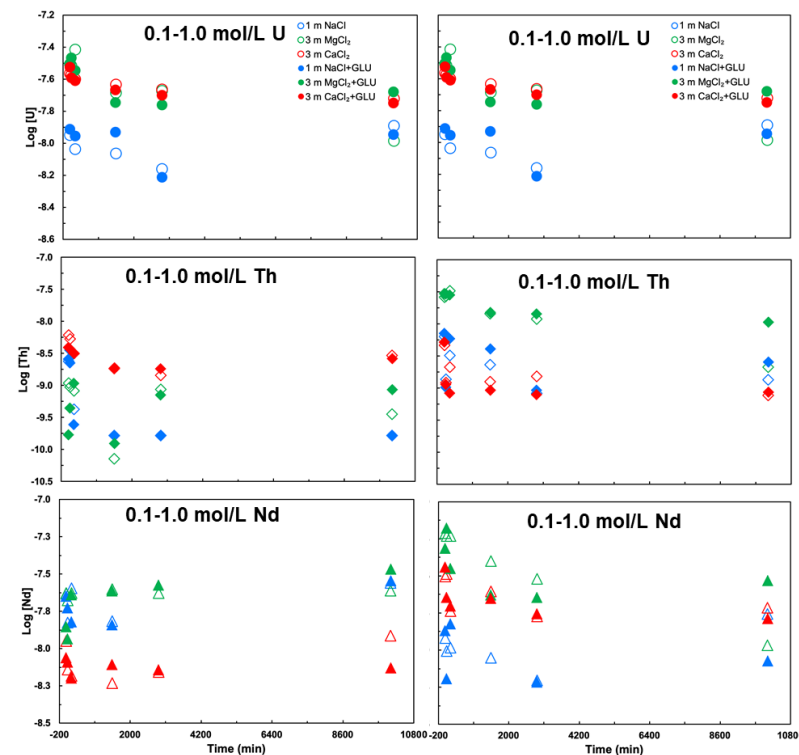 0.1-1.0 mol/L U
1 m NaCl
3 m MgCl₂
3 m CaCl₂
1 m NaCl+GLU
3 m MgCl₂+GLU
3 m CaCl₂+GLU
Log [U]
-7.2
-7.4
-7.6
-7.8
-8.0
-8.2
-8.4
-8.6
0.1-1.0 mol/L U
1 m NaCl
3 m MgCl₂
3 m CaCl₂
1 m NaCl+GLU
3 m MgCl₂+GLU
3 m CaCl₂+GLU
0.1-1.0 mol/L Th
Log [Th]
-7.0
-7.5
-8.0
-8.5
-9.0
-9.5
-10.0
-10.5
0.1-1.0 mol/L Th
0.1-1.0 mol/L Nd
Log [Nd]
-7.0
-7.3
-7.5
-7.8
-8.0
-8.3
-8.5
-200
2000
4200
6400
8600
10800
Time (min)
0.1-1.0 mol/L Nd
-200
2000
4200
6400
8600
1080
Time (min)